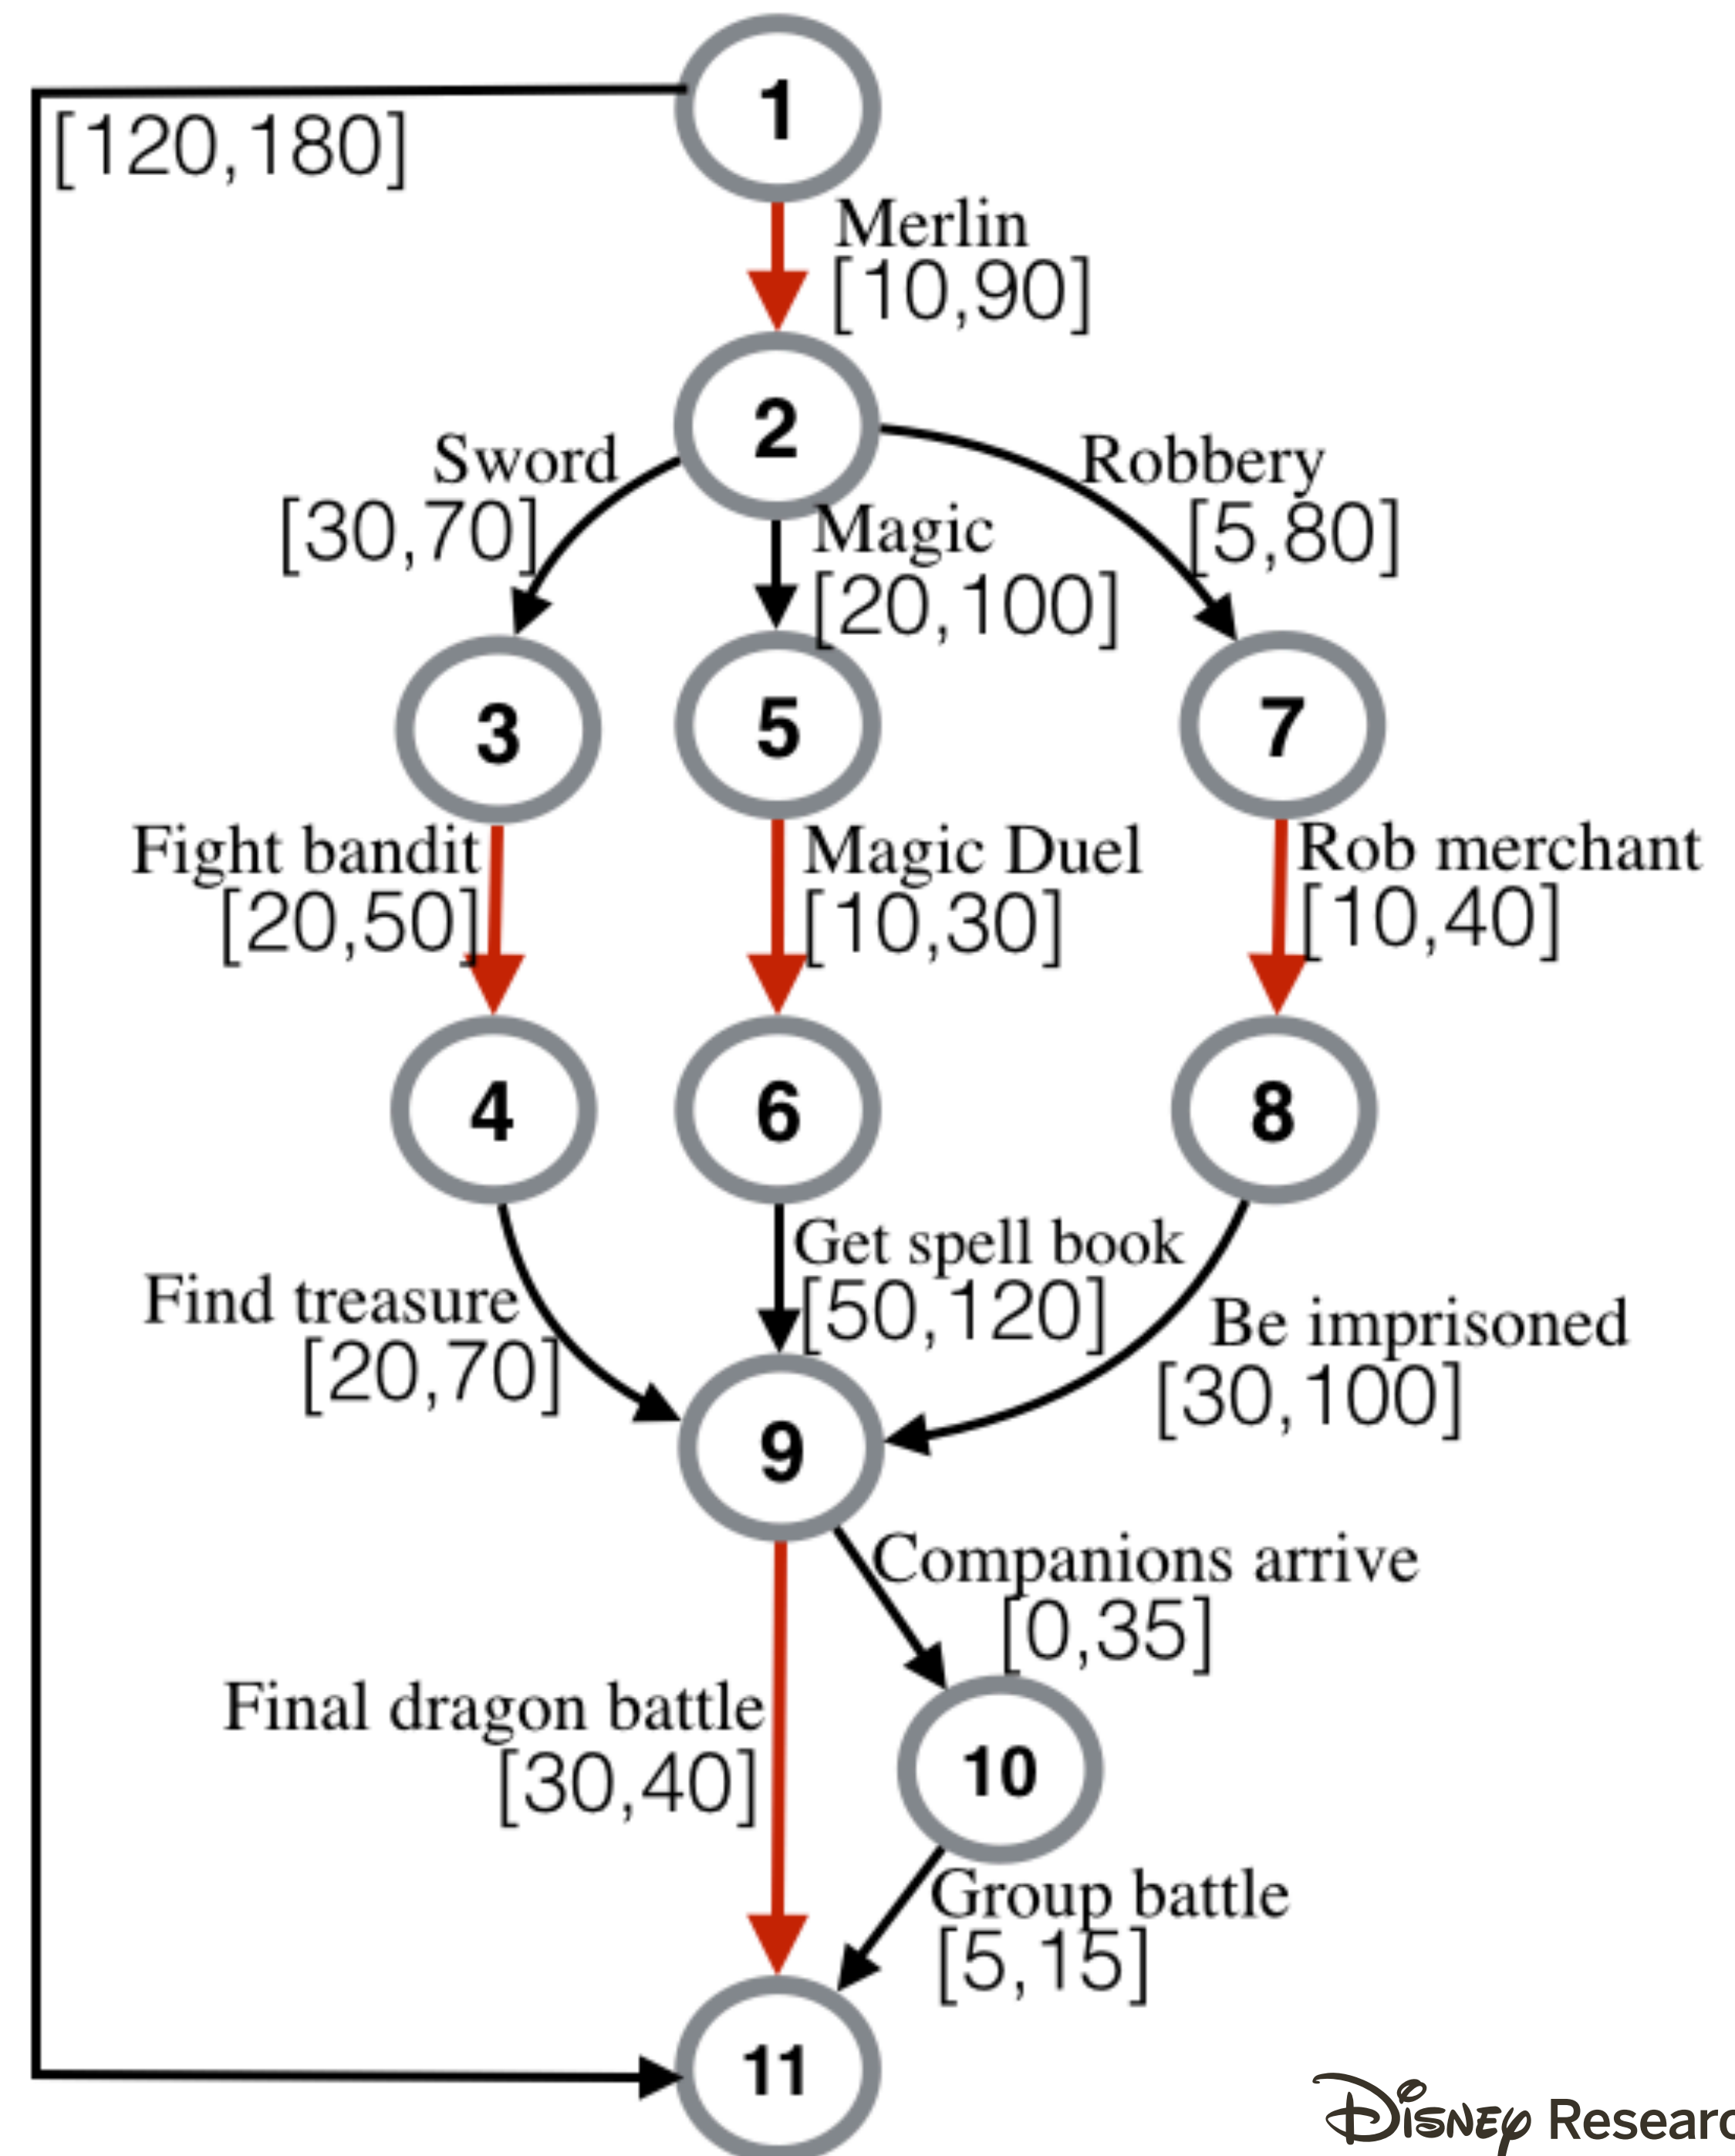 1
[120,180]
Merlin
[10,90]
2
Sword
[30,70]
Magic
[20,100]
Robbery
[5,80]
3
5
7
Fight bandit
[20,50]
Magic Duel
[10,30]
Rob merchant
[10,40]
4
6
8
Find treasure
[20,70]
Get spell book
[50,120]
Be imprisoned
[30,100]
9
Companions arrive
[0,35]
Final dragon battle
[30,40]
10
Group battle
[5,15]
11
Disney Researc